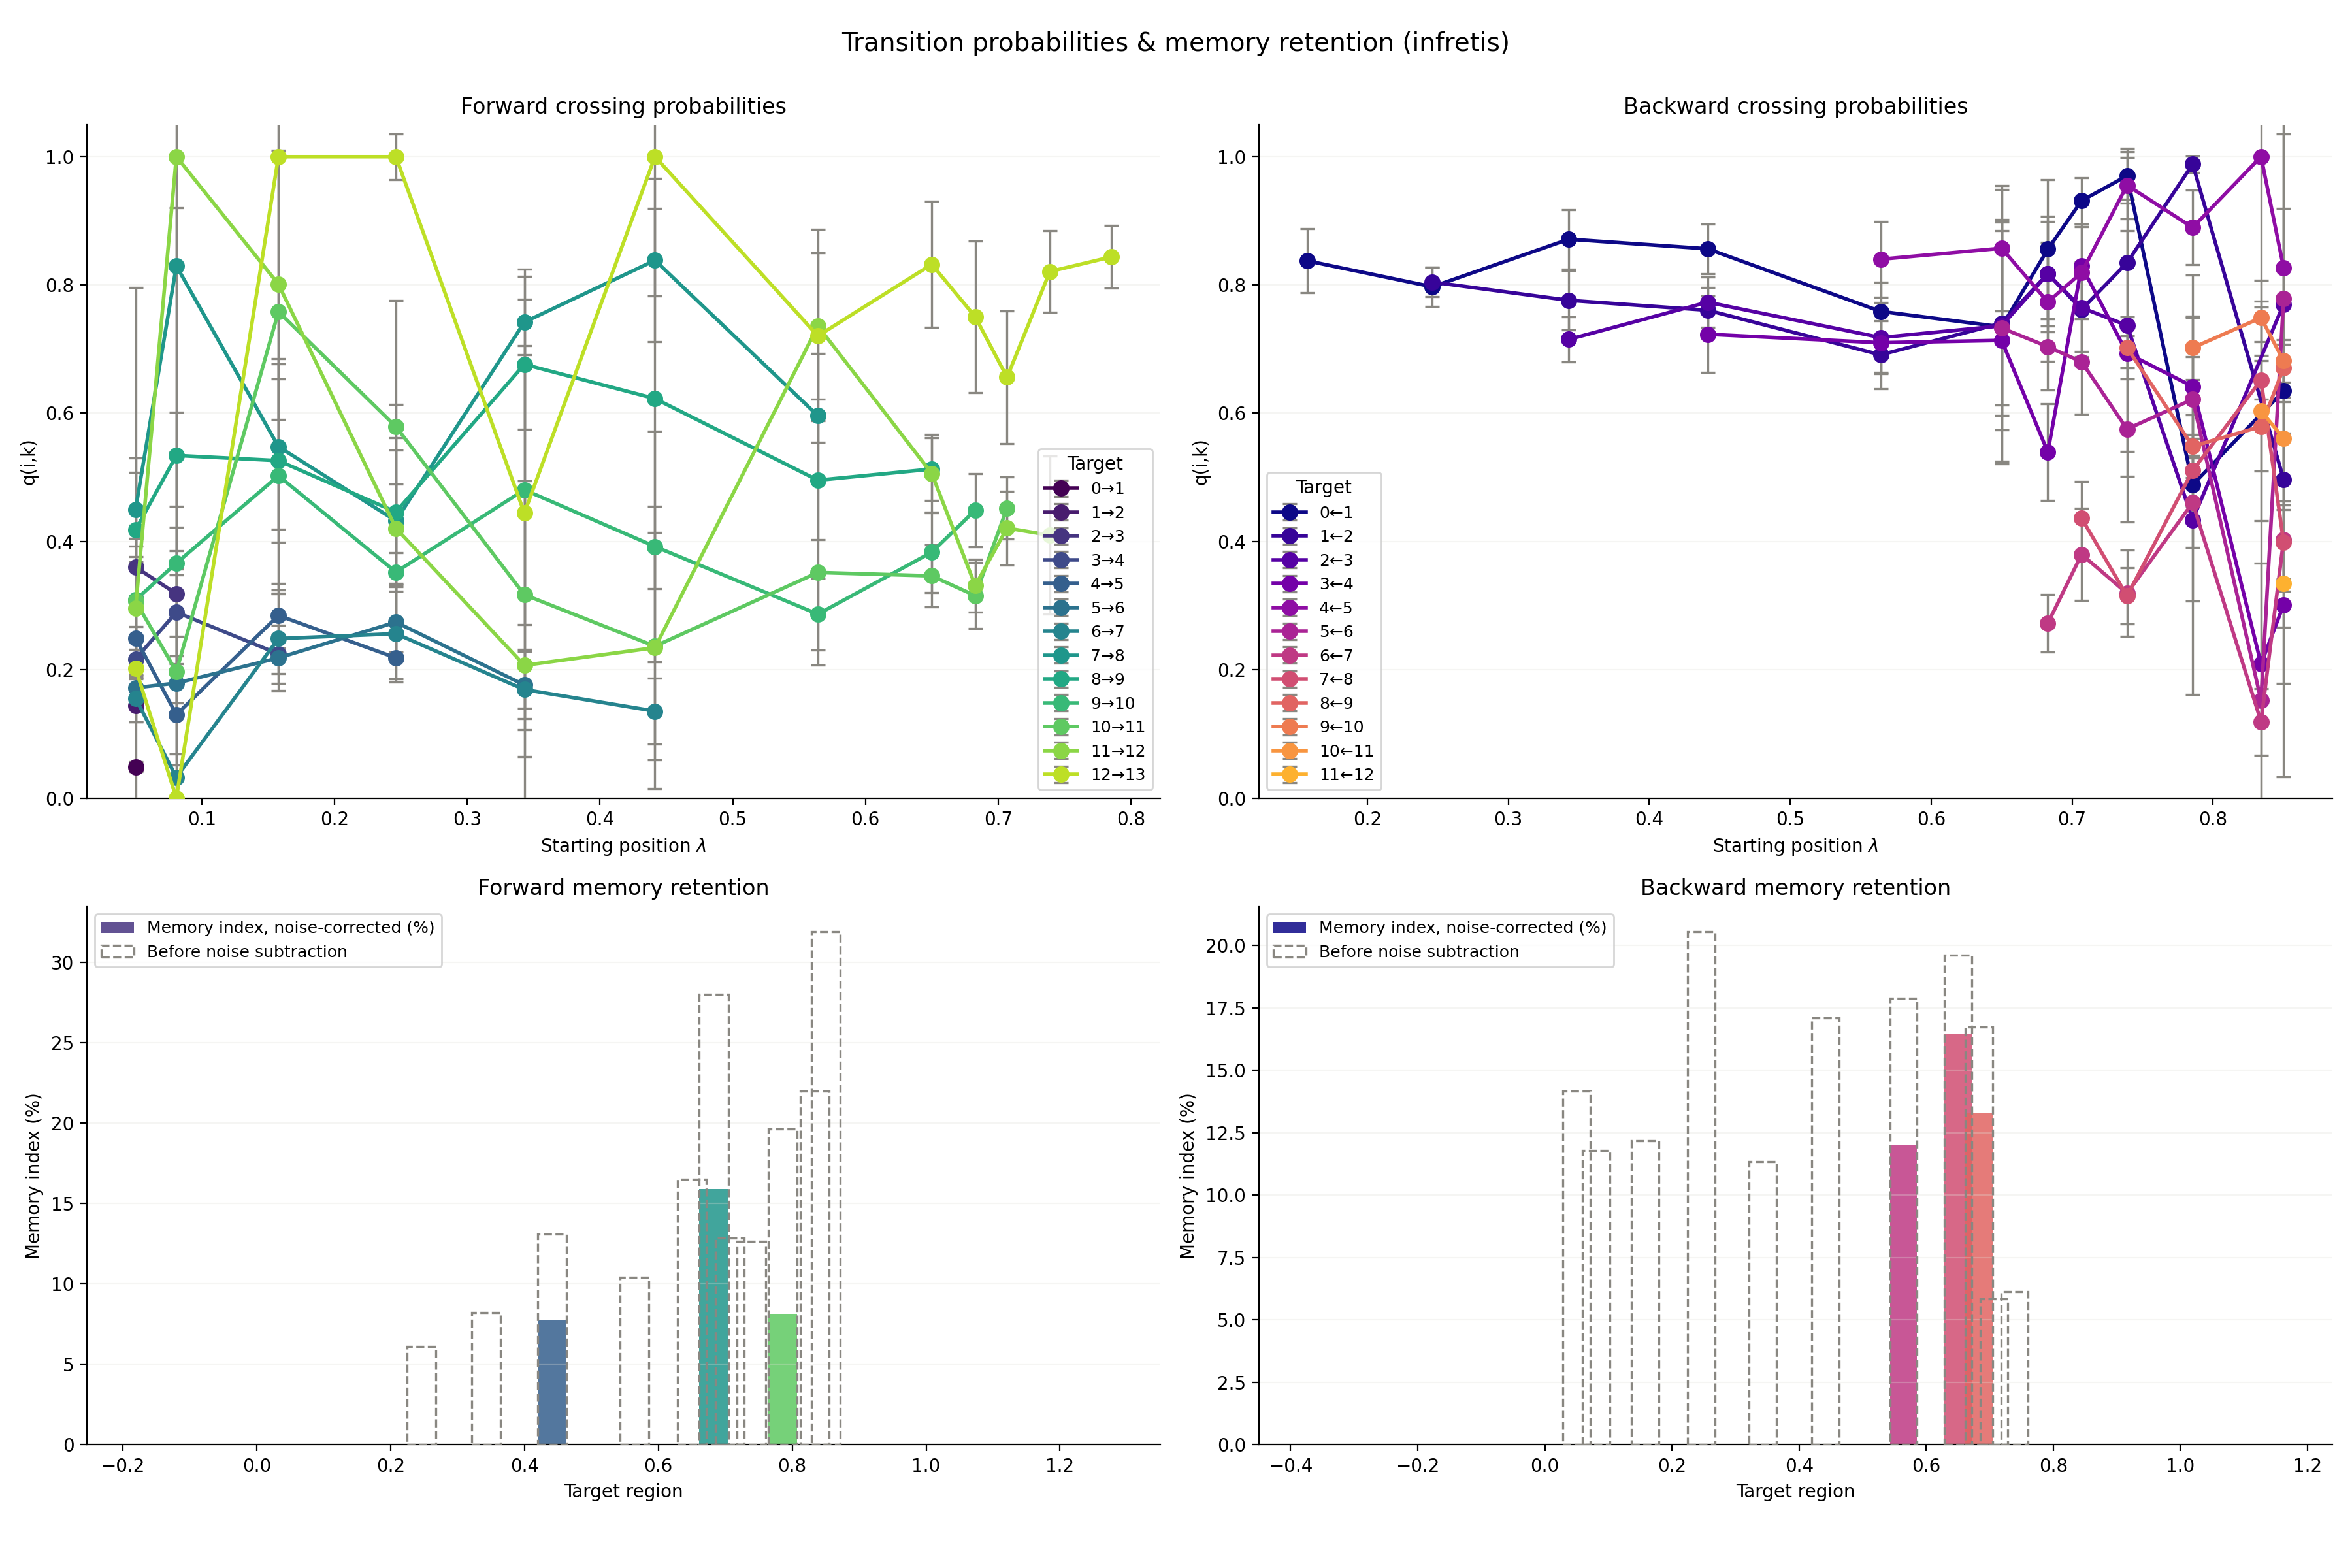 Transition probabilities & memory retention (infretis)
Forward crossing probabilities
q(i,k)
1.0
0.8
0.6
0.4
0.2
0.0
0.1 0.2 0.3 0.4 0.5 0.6 0.7 0.8
Starting position λ
Target
0→1
1→2
2→3
3→4
4→5
5→6
6→7
7→8
8→9
9→10
10→11
11→12
12→13
Backward crossing probabilities
q(i,k)
1.0
0.8
0.6
0.4
0.2
0.0
0.2 0.3 0.4 0.5 0.6 0.7 0.8
Starting position λ
Target
0←1
1←2
2←3
3←4
4←5
5←6
6←7
7←8
8←9
9←10
10←11
11←12
Forward memory retention
Memory index (%)
30
25
20
15
10
5
0
−0.2 0.0 0.2 0.4 0.6 0.8 1.0 1.2
Target region
Memory index, noise-corrected (%)
Before noise subtraction
Backward memory retention
Memory index (%)
20.0
17.5
15.0
12.5
10.0
7.5
5.0
2.5
0.0
−0.4 −0.2 0.0 0.2 0.4 0.6 0.8 1.0 1.2
Target region
Memory index, noise-corrected (%)
Before noise subtraction